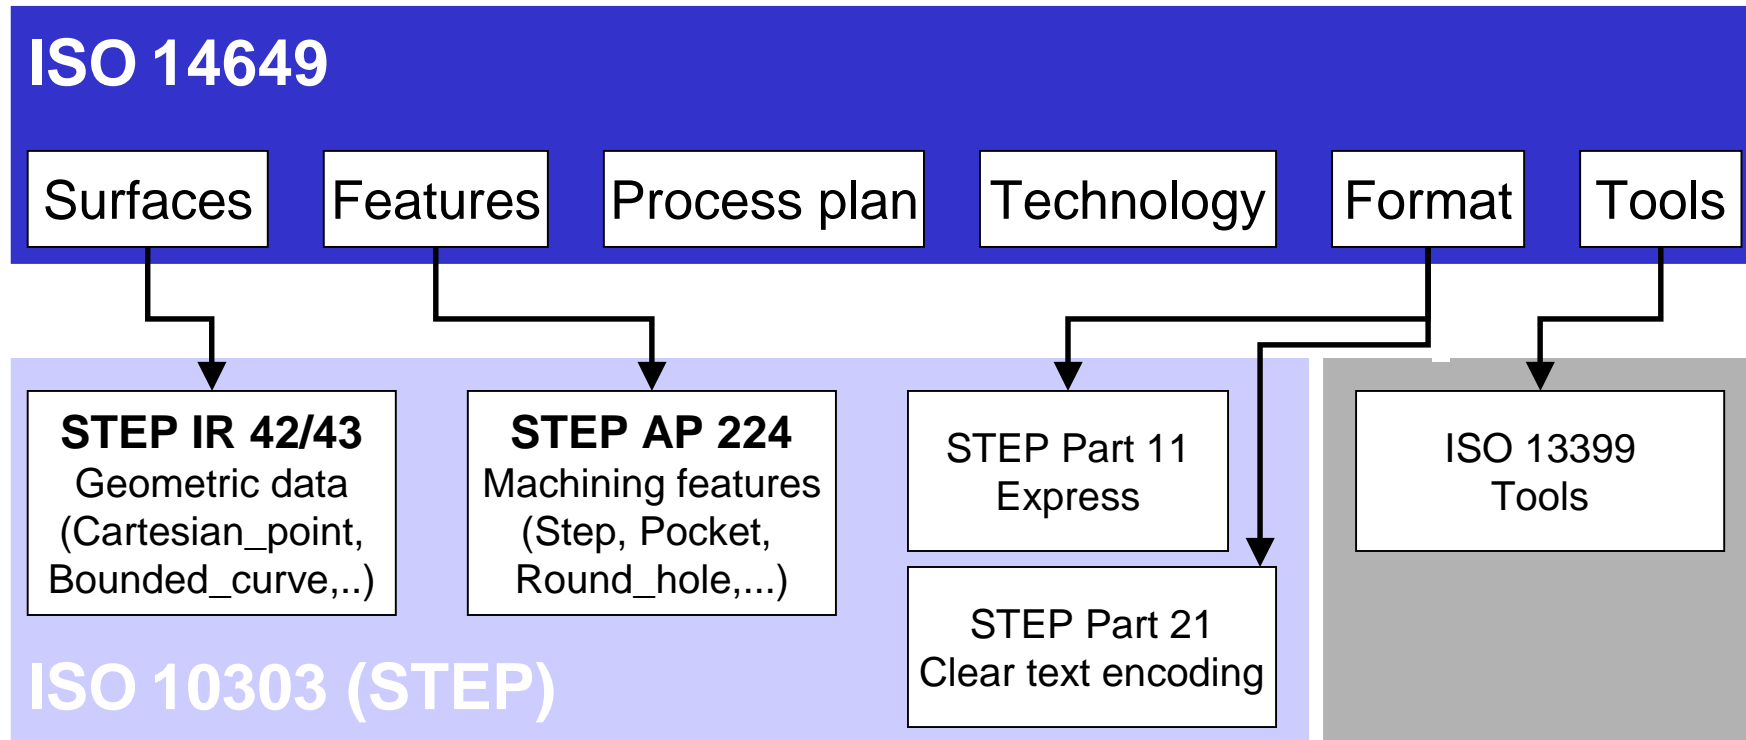 ISO 14649
Surfaces
Features
Process plan
Technology
Format
Tools
STEP IR 42/43
Geometric data
(Cartesian_point,
Bounded_curve,..)
STEP AP 224
Machining features
(Step, Pocket,
Round_hole,...)
STEP Part 11
Express
STEP Part 21
Clear text encoding
ISO 13399
Tools
ISO 10303 (STEP)